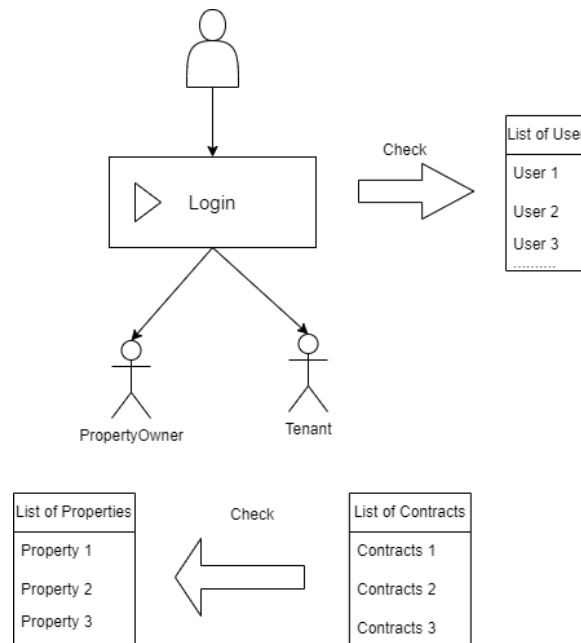 Check
List of User
Login
User 1
User 2
User 3
..........
PropertyOwner
Tenant
List of Properties
Check
List of Contracts
Property 1
Contracts 1
Property 2
Contracts 2
Property 3
Contracts 3